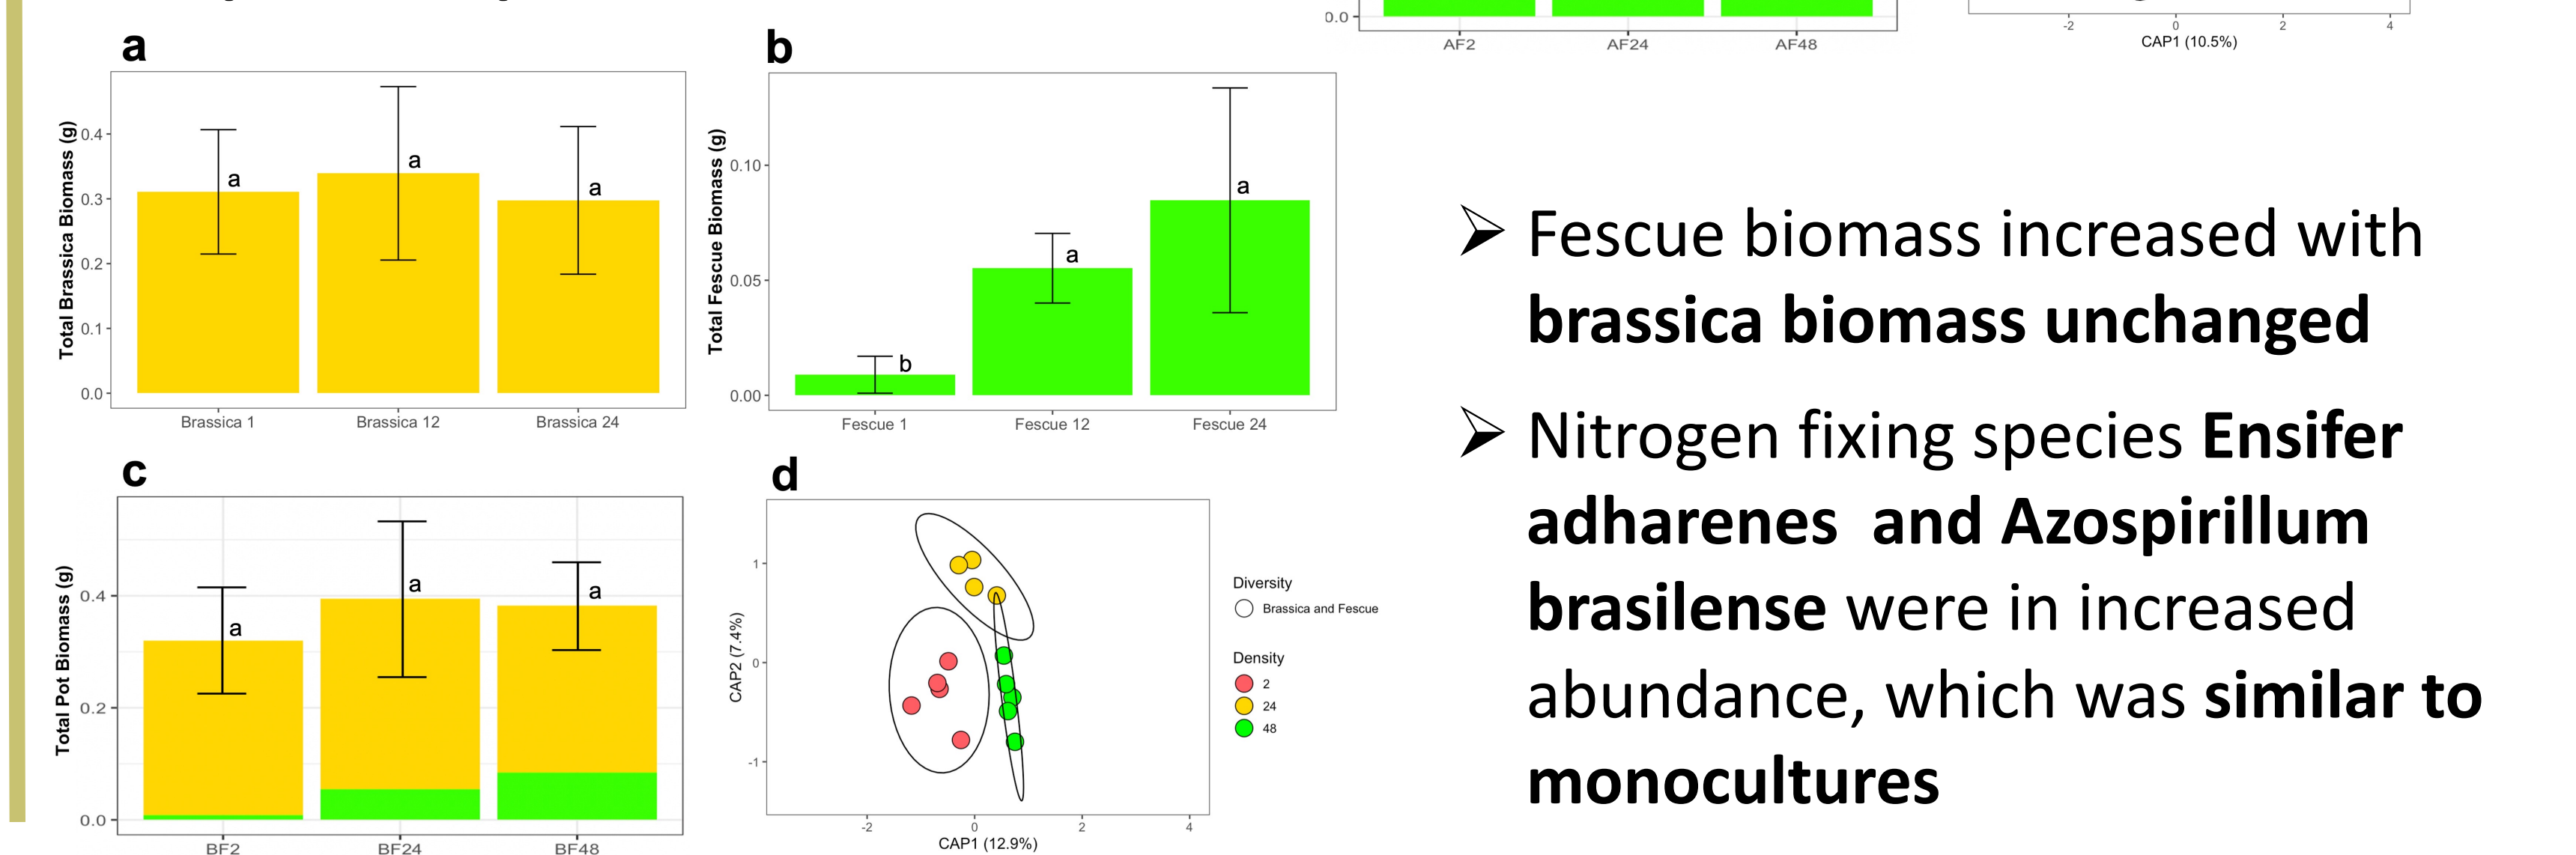 0.0
AF2 AF24 AF48
-2 0 2 4
CAP1 (10.5%)
a
Total Brassica Biomass (g)
0.4
0.3
0.2
0.1
0.0
a a a
Brassica 1 Brassica 12 Brassica 24
b
Total Fescue Biomass (g)
0.10
0.05
0.00
b a a
Fescue 1 Fescue 12 Fescue 24
c
Total Pot Biomass (g)
0.4
0.2
0.0
a a a
BF2 BF24 BF48
d
CAP2 (7.4%)
1
0
-1
-2 0 2 4
CAP1 (12.9%)
Diversity
Brassica and Fescue
Density
2
24
48
Fescue biomass increased with
brassica biomass unchanged
Nitrogen fixing species Ensifer
adharenes and Azospirillum
brasilense were in increased
abundance, which was similar to
monocultures